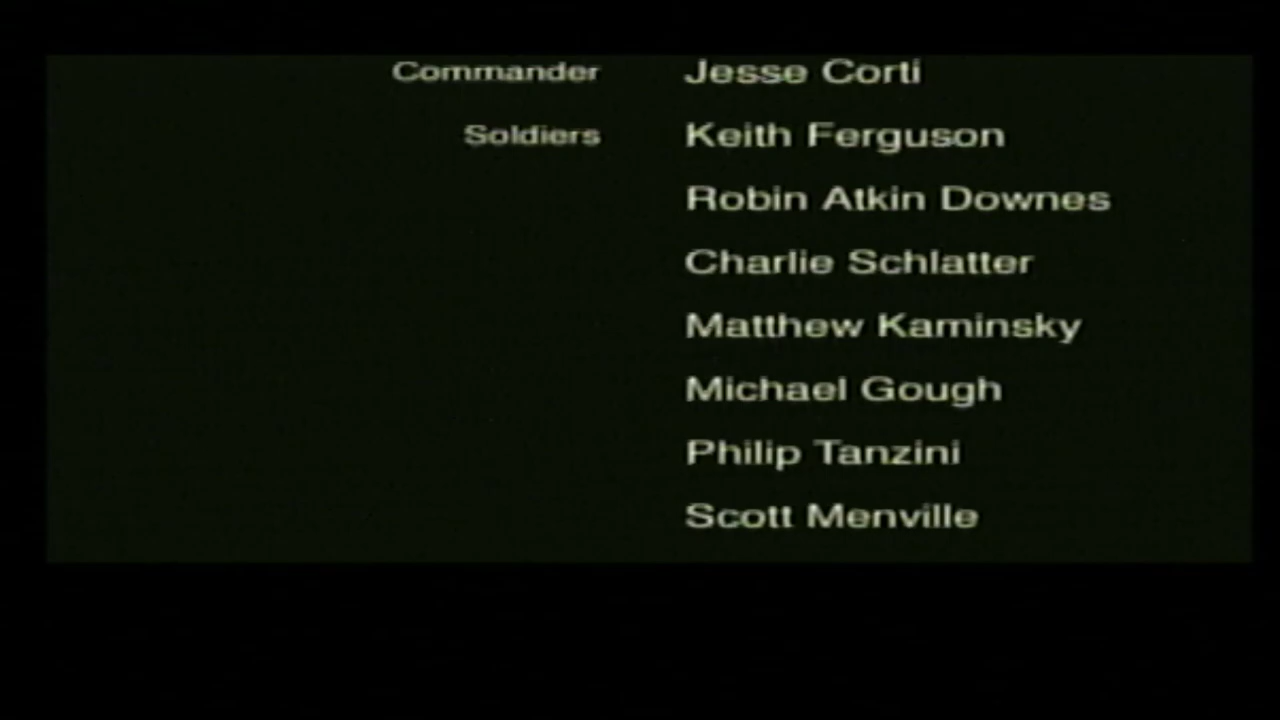 Commander Jesse Corti
Soldiers Keith Ferguson
Robin Atkin Downes
Charlie Schlatter
Matthew Kaminsky
Michael Gough
Philip Tanzini
Scott Menville